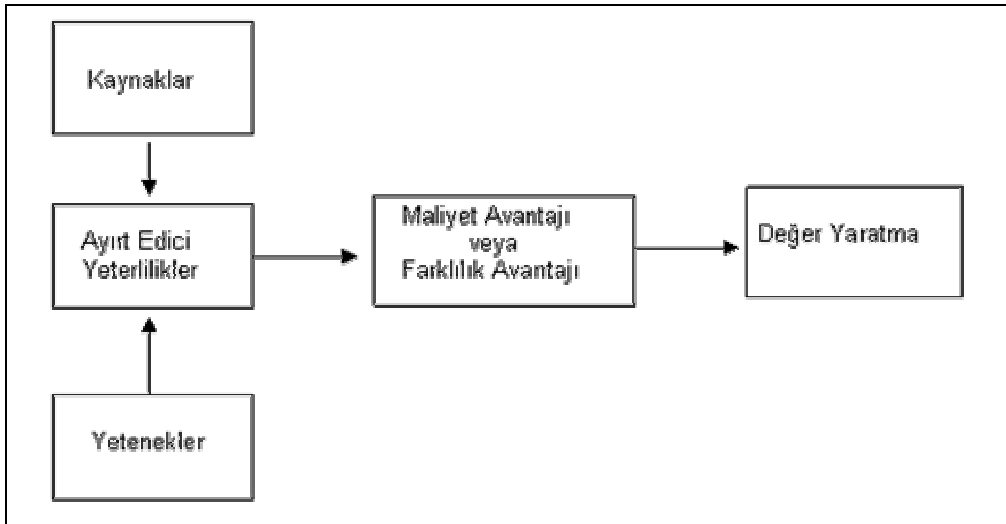 Kaynaklar
Ayırt Edici
Yeterlilikler
Maliyet Avantajı
veya
Farklılık Avantajı
Değer Yaratma
Yetenekler